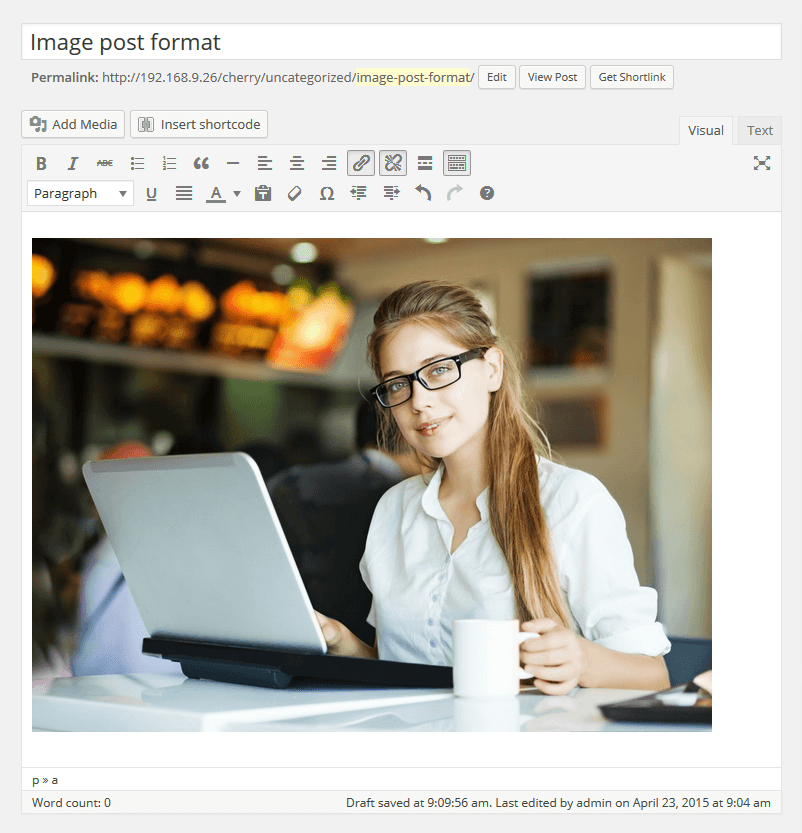 Image post format
Permalink: http://192.168.9.26/cherry/uncategorized/image-post-format/ Edit View Post Get Shortlink
Add Media Insert shortcode Visual Text
B I ABC
Paragraph U A T Ω ?
p » a
Word count: 0 Draft saved at 9:09:56 am. Last edited by admin on April 23, 2015 at 9:04 am